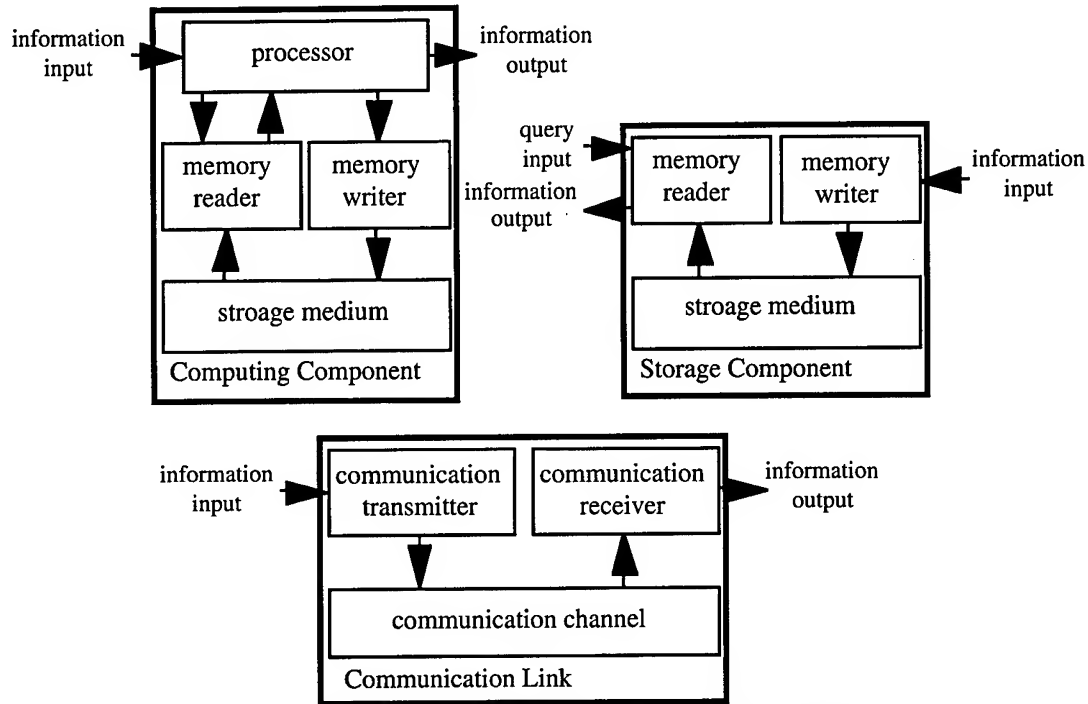 information
input
processor
information
output
memory
reader
memory
writer
stroage medium
Computing Component
query
input
information
output
memory
reader
memory
writer
information
input
stroage medium
Storage Component
information
input
communication
transmitter
communication
receiver
information
output
communication channel
Communication Link